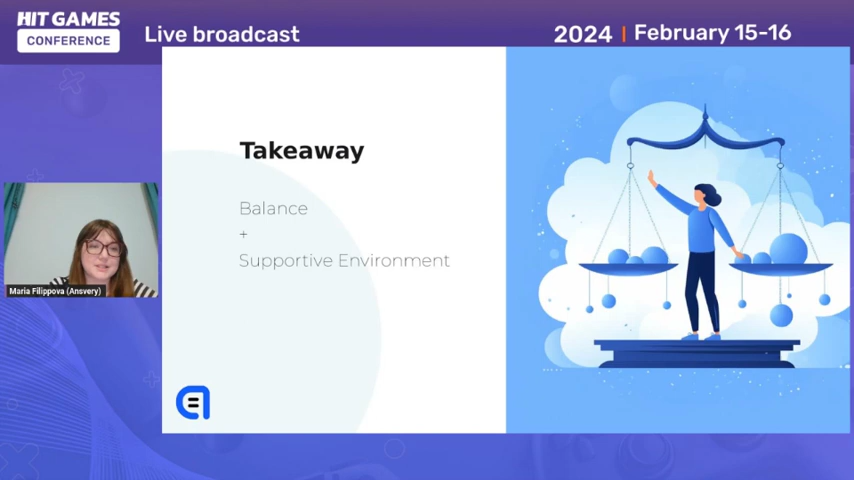 HIT GAMES
CONFERENCE
Live broadcast
2024 | February 15-16
Takeaway
Balance
+
Supportive Environment
Maria Filippova (Ansvery)